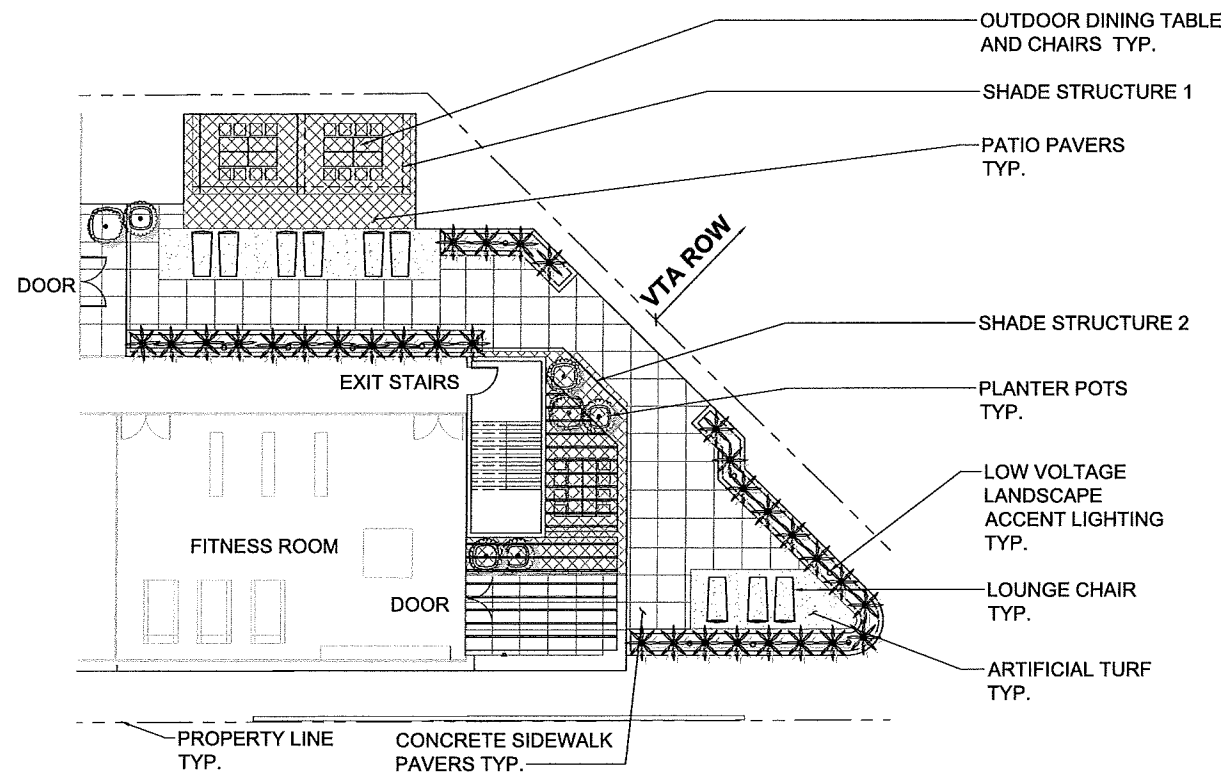 OUTDOOR DINING TABLE
AND CHAIRS TYP.
SHADE STRUCTURE 1
PATIO PAVERS
TYP.
VTA ROW
DOOR
SHADE STRUCTURE 2
EXIT STAIRS
PLANTER POTS
TYP.
LOW VOLTAGE
LANDSCAPE
ACCENT LIGHTING
TYP.
FITNESS ROOM
DOOR
LOUNGE CHAIR
TYP.
ARTIFICIAL TURF
TYP.
PROPERTY LINE
TYP.
CONCRETE SIDEWALK
PAVERS TYP.